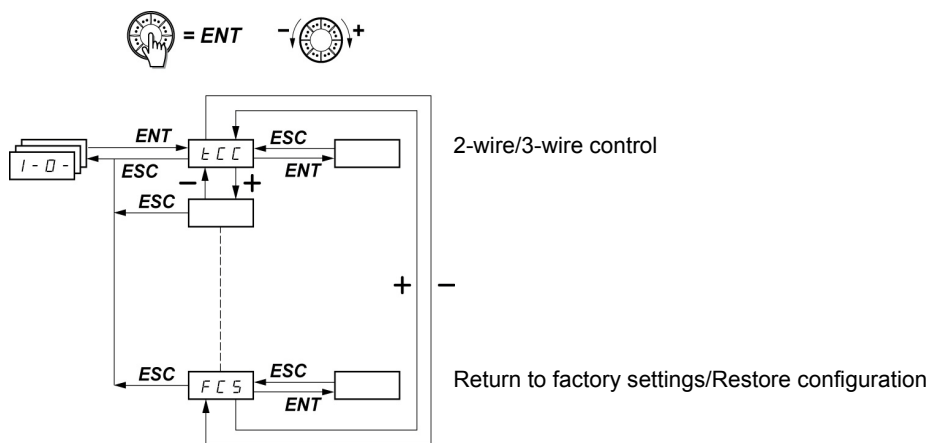 = ENT
- +
ENT
ESC
I-O-
tCC
ESC
ENT
2-wire/3-wire control
- +
ESC
+ -
ESC
FCS
ESC
ENT
Return to factory settings/Restore configuration